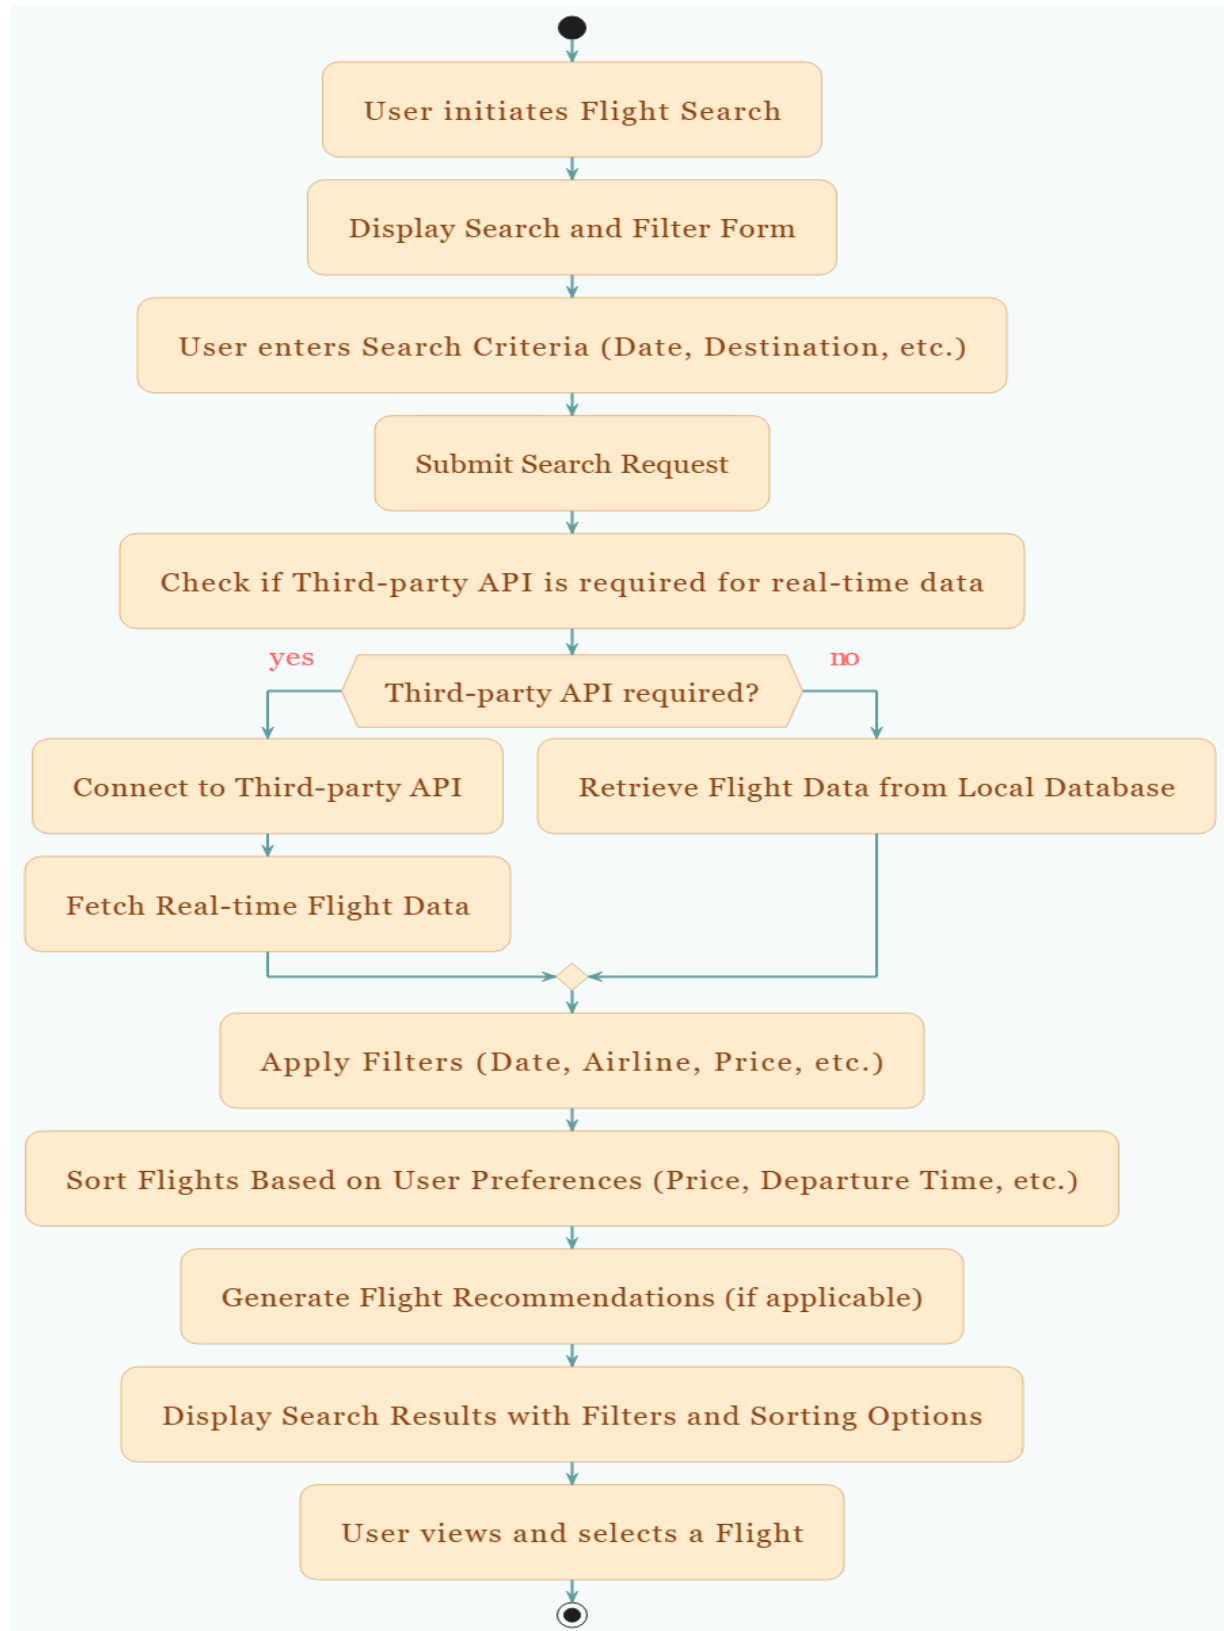 User initiates Flight Search
Display Search and Filter Form
User enters Search Criteria (Date, Destination, etc.)
Submit Search Request
Check if Third-party API is required for real-time data
yes
no
Third-party API required?
Connect to Third-party API
Retrieve Flight Data from Local Database
Fetch Real-time Flight Data
Apply Filters (Date, Airline, Price, etc.)
Sort Flights Based on User Preferences (Price, Departure Time, etc.)
Generate Flight Recommendations (if applicable)
Display Search Results with Filters and Sorting Options
User views and selects a Flight